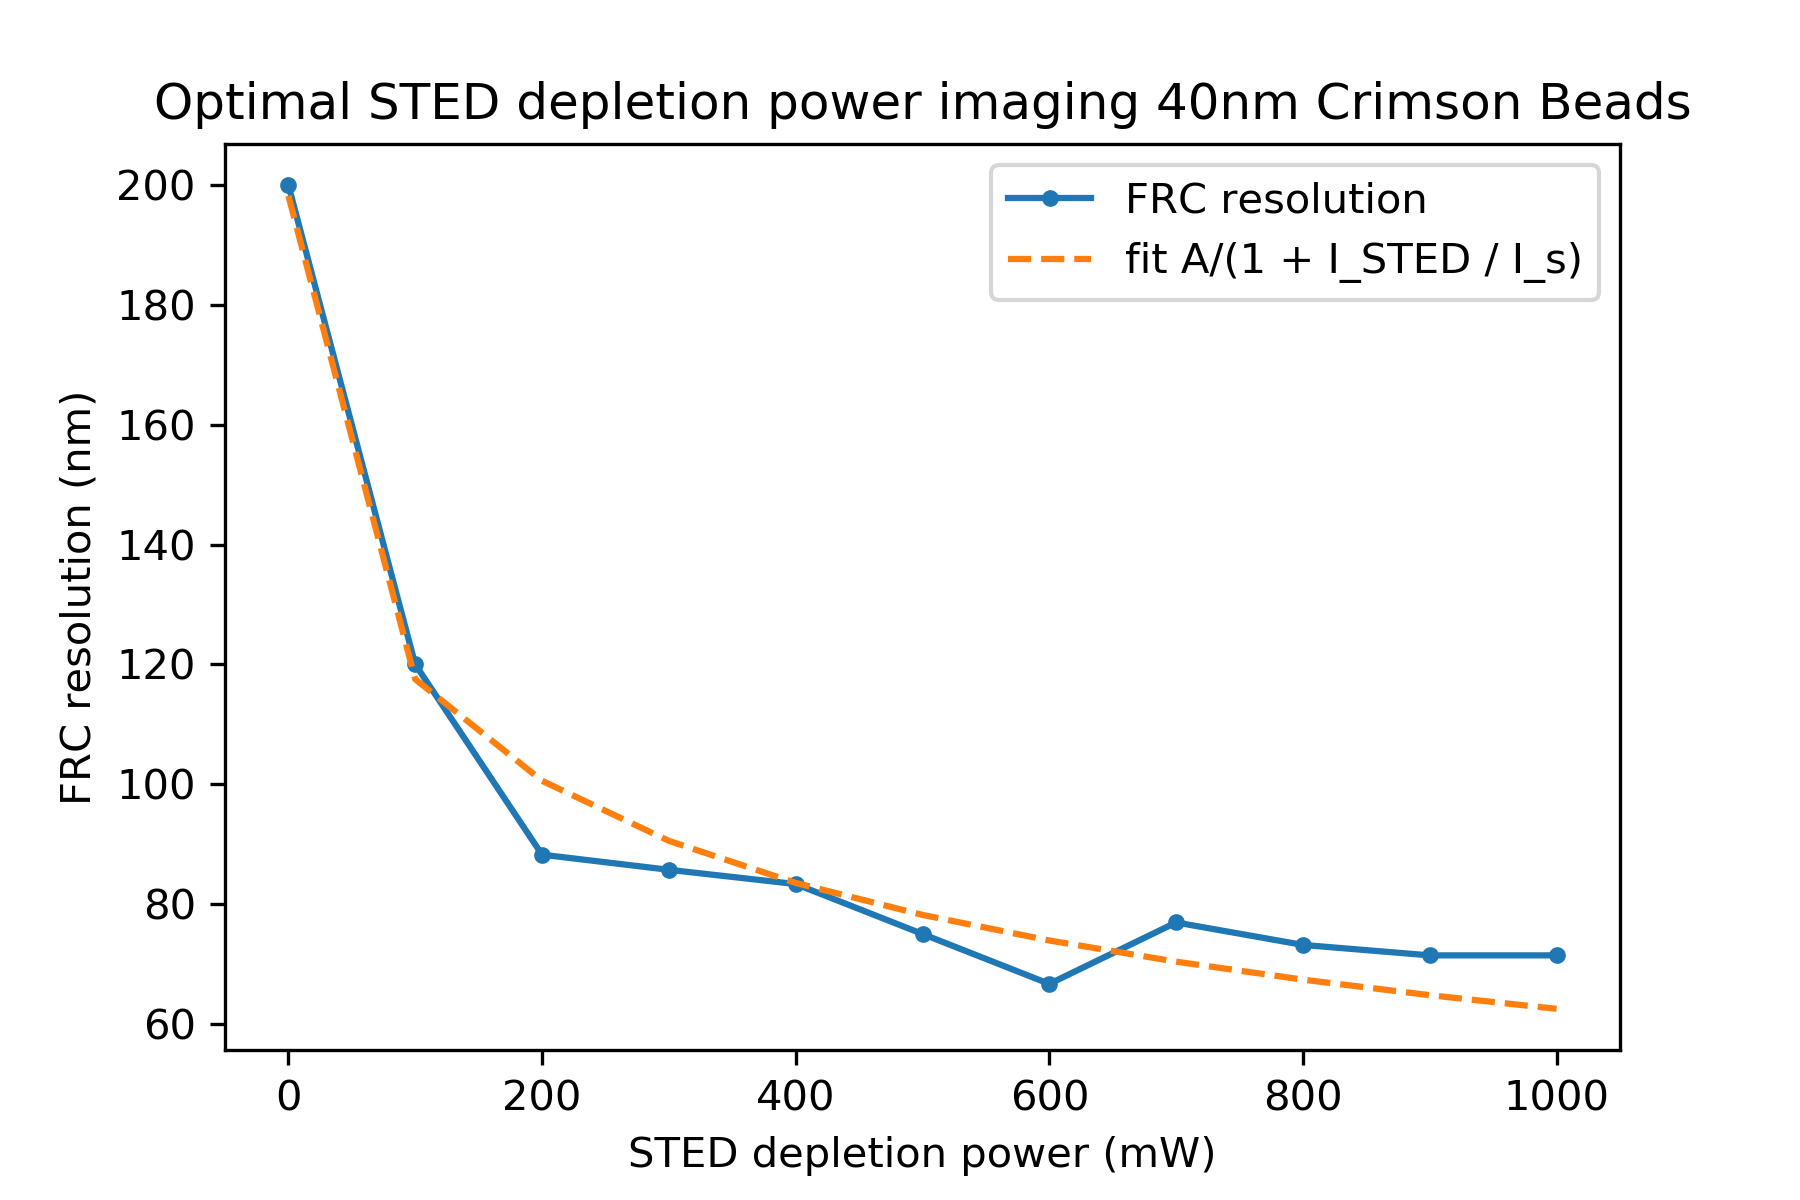 Optimal STED depletion power imaging 40nm Crimson Beads
FRC resolution
fit A/(1 + I_STED / I_s)
FRC resolution (nm)
200
180
160
140
120
100
80
60
0 200 400 600 800 1000
STED depletion power (mW)